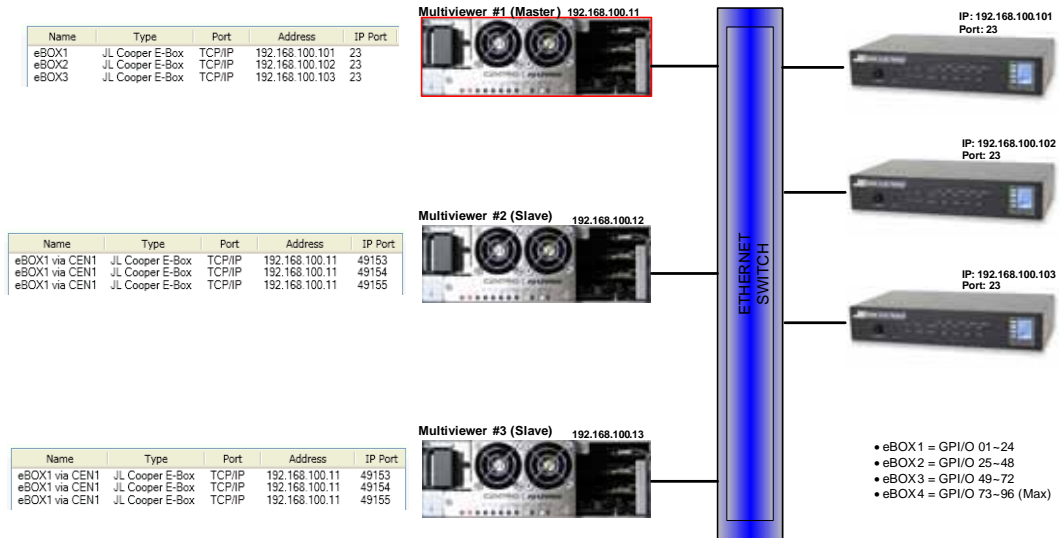 Multiviewer #1 (Master) 192.168.100.11
IP: 192.168.100.101
Port: 23
Name Type Port Address IP Port
eBOX1 JL Cooper E-Box TCP/IP 192.168.100.101 23
eBOX2 JL Cooper E-Box TCP/IP 192.168.100.102 23
eBOX3 JL Cooper E-Box TCP/IP 192.168.100.103 23
IP: 192.168.100.102
Port: 23
Multiviewer #2 (Slave) 192.168.100.12
Name Type Port Address IP Port
eBOX1 via CEN1 JL Cooper E-Box TCP/IP 192.168.100.11 49153
eBOX1 via CEN1 JL Cooper E-Box TCP/IP 192.168.100.11 49154
eBOX1 via CEN1 JL Cooper E-Box TCP/IP 192.168.100.11 49155
ETHERNET
SWITCH
IP: 192.168.100.103
Port: 23
Multiviewer #3 (Slave) 192.168.100.13
Name Type Port Address IP Port
eBOX1 via CEN1 JL Cooper E-Box TCP/IP 192.168.100.11 49153
eBOX1 via CEN1 JL Cooper E-Box TCP/IP 192.168.100.11 49154
eBOX1 via CEN1 JL Cooper E-Box TCP/IP 192.168.100.11 49155
• eBOX1 = GPI/O 01~24
• eBOX2 = GPI/O 25~48
• eBOX3 = GPI/O 49~72
• eBOX4 = GPI/O 73~96 (Max)